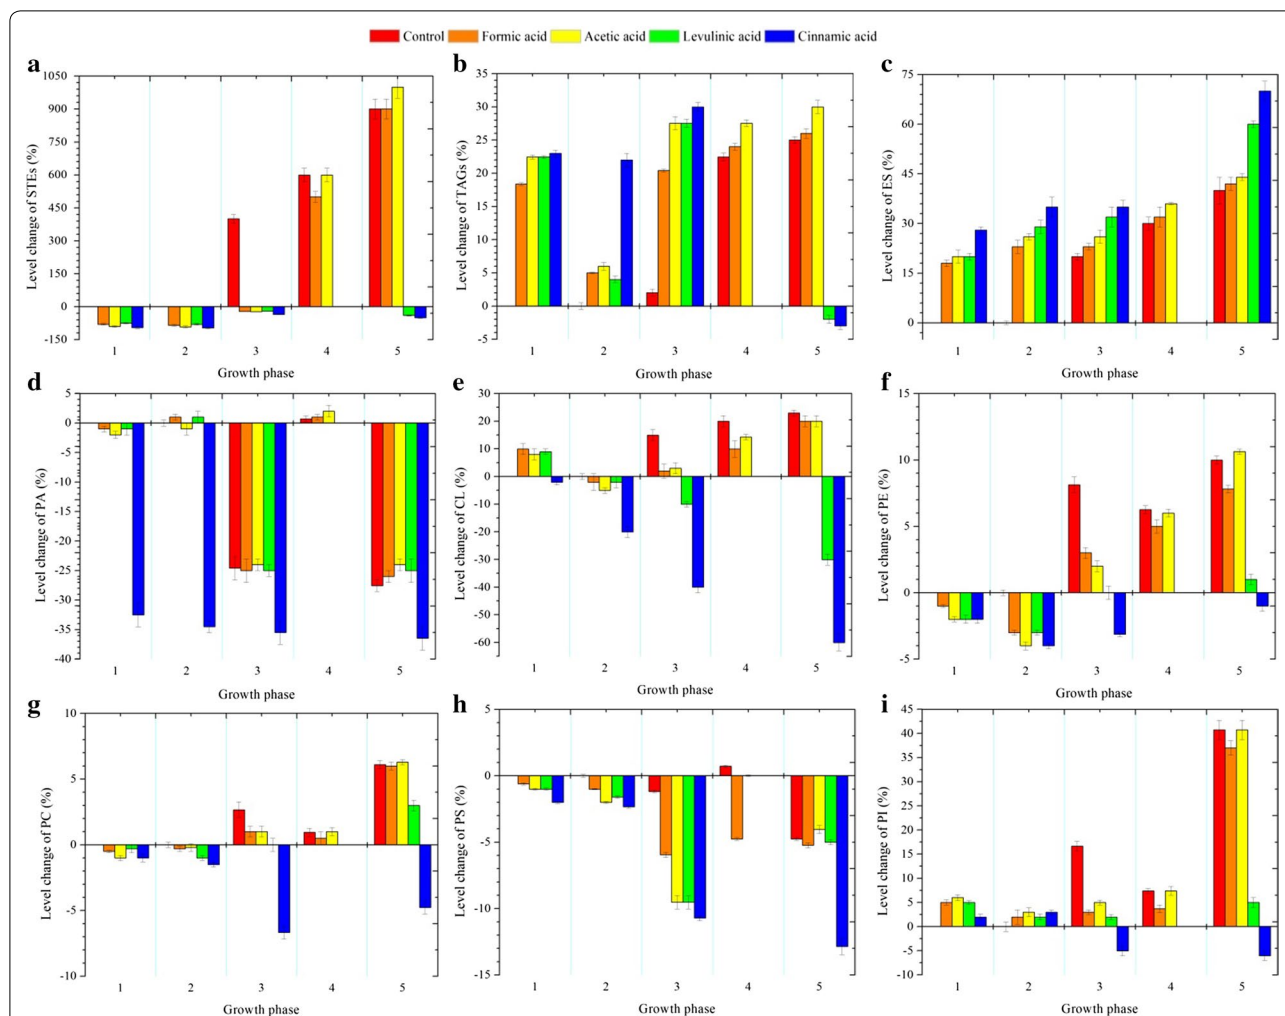 Control Formic acid Acetic acid Levulinic acid Cinnamic acid
a
1050
900
750
600
450
300
150
0
-150
Level change of STEs (%)
1 2 3 4 5
Growth phase
b
35
30
25
20
15
10
5
0
-5
Level change of TAGs (%)
1 2 3 4 5
Growth phase
c
75
60
45
30
15
0
Level change of ES (%)
1 2 3 4 5
Growth phase
d
5
0
-5
-10
-15
-20
-25
-30
-35
-40
Level change of PA (%)
1 2 3 4 5
Growth phase
e
30
20
10
0
-10
-20
-30
-40
-50
-60
Level change of CL (%)
1 2 3 4 5
Growth phase
f
15
10
5
0
-5
Level change of PE (%)
1 2 3 4 5
Growth phase
g
10
5
0
-5
-10
Level change of PC (%)
1 2 3 4 5
Growth phase
h
5
0
-5
-10
-15
Level change of PS (%)
1 2 3 4 5
Growth phase
i
45
40
35
30
25
20
15
10
5
0
-5
-10
Level change of PI (%)
1 2 3 4 5
Growth phase